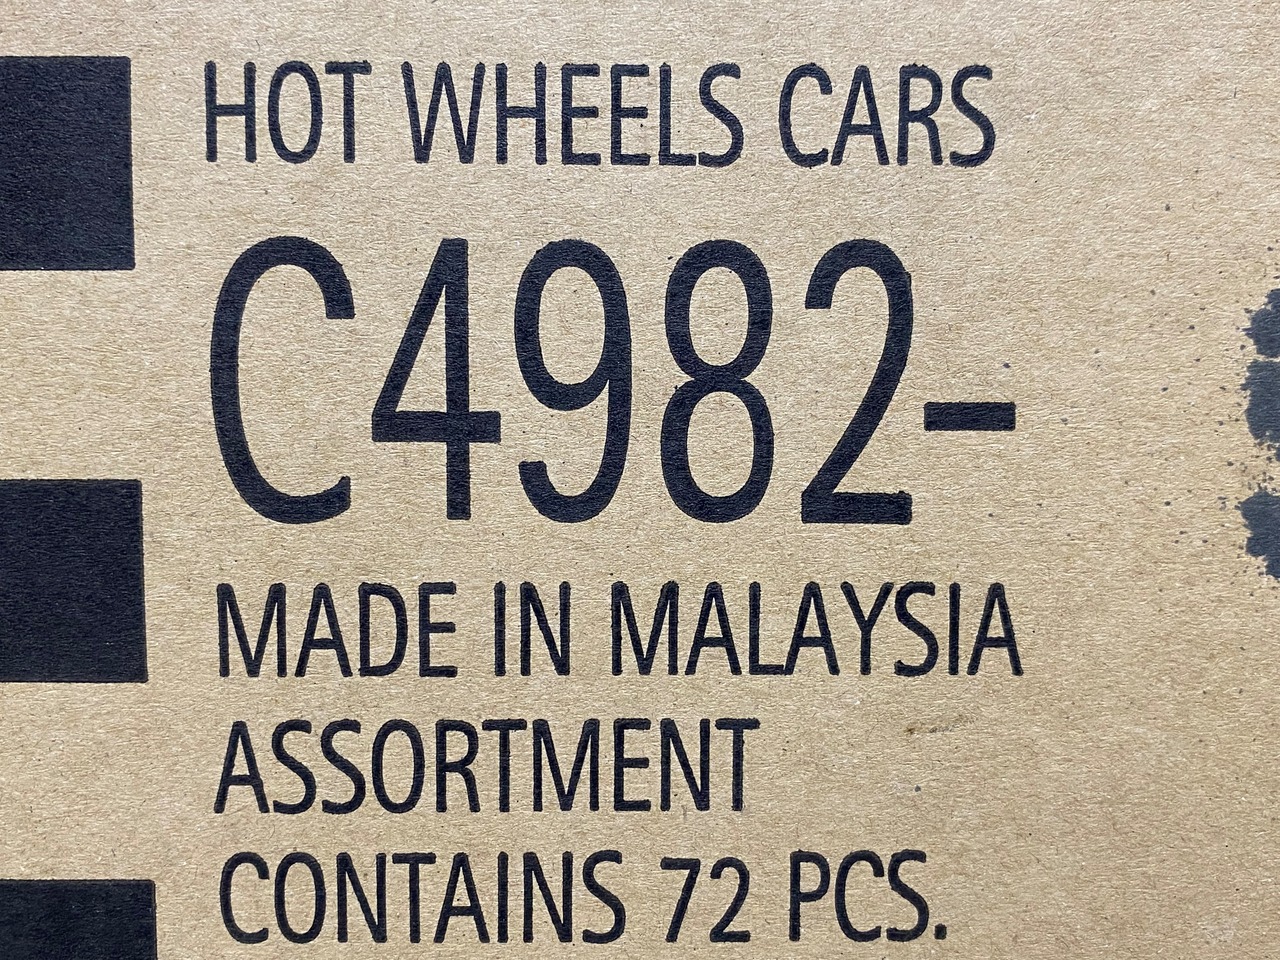 HOT WHEELS CARS
C4982-
MADE IN MALAYSIA
ASSORTMENT
CONTAINS 72 PCS.